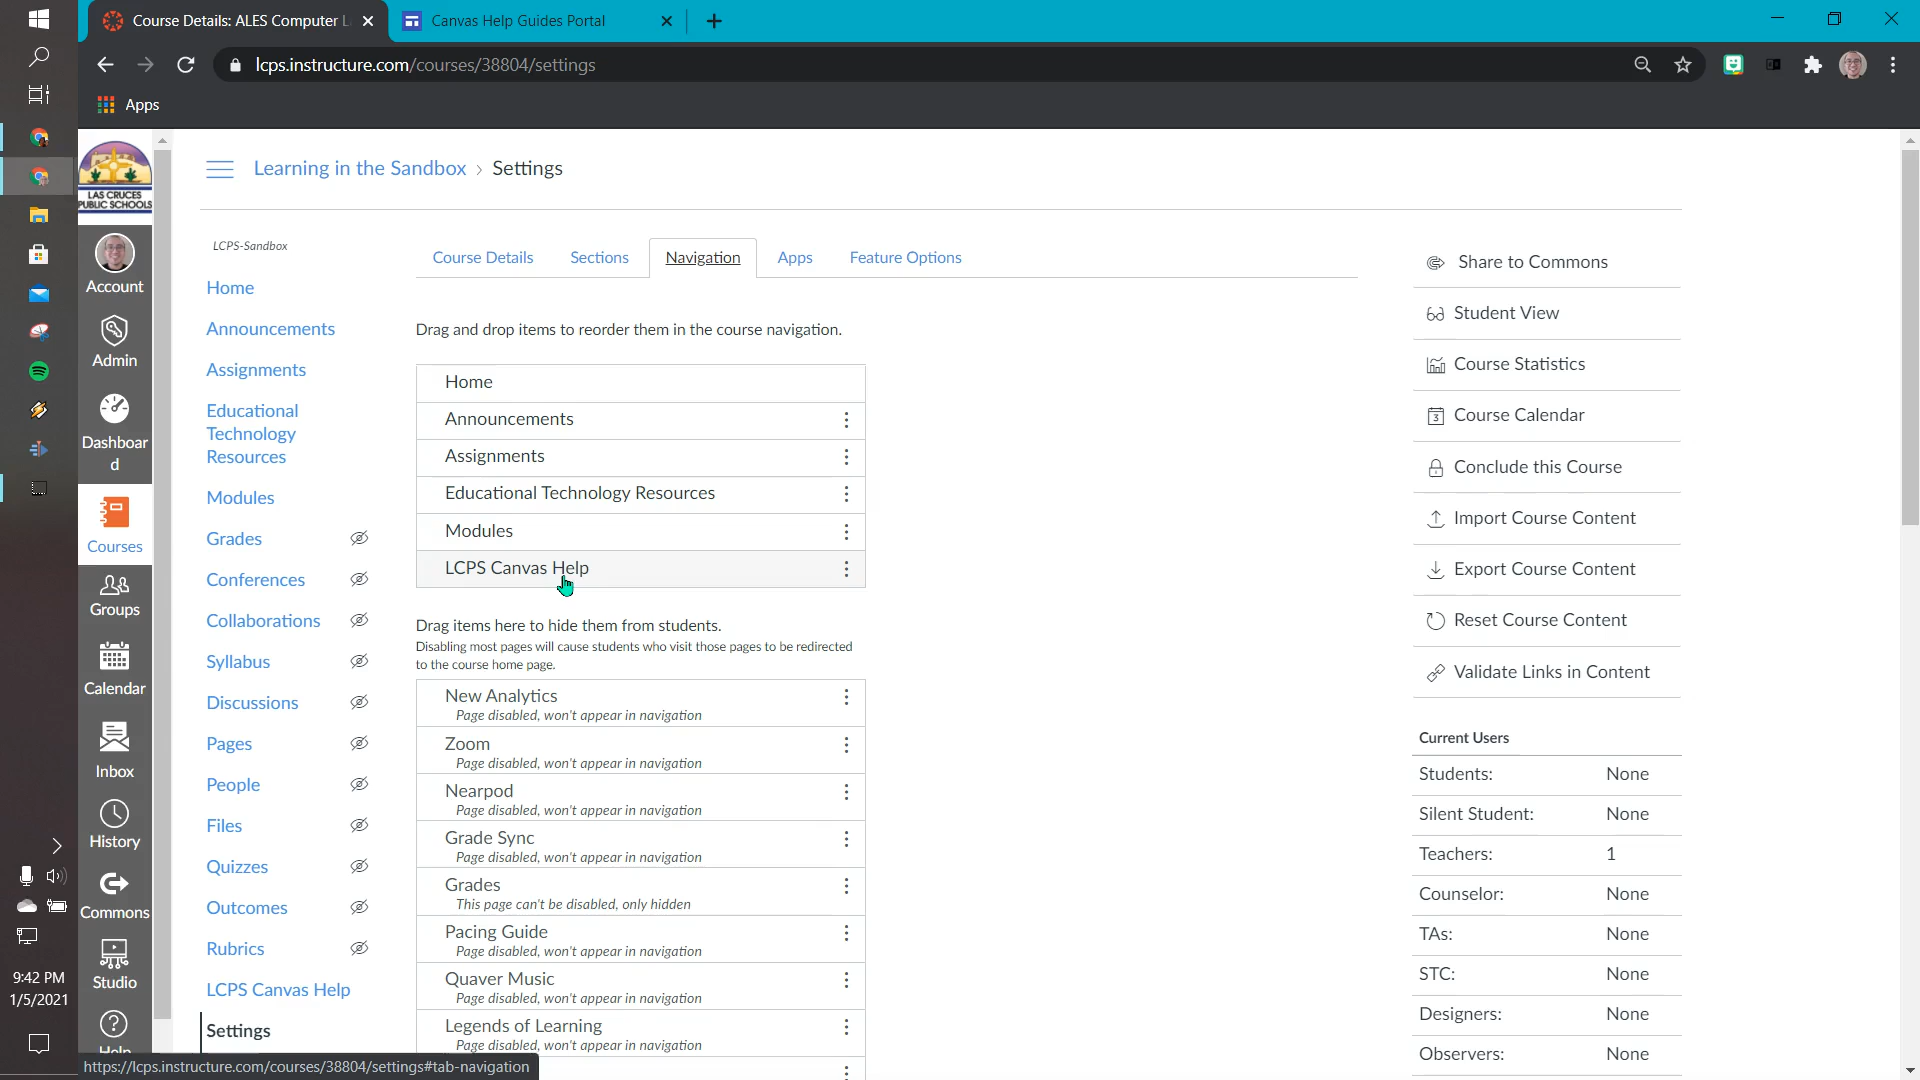 Course Details: ALES Computer L
Canvas Help Guides Portal
lcps.instructure.com/courses/38804/settings
Apps
LAS CRUCES
PUBLIC SCHOOLS
Account
Admin
Dashboar
d
Courses
Groups
Calendar
Inbox
History
Commons
Studio
Help
9:42 PM
1/5/2021
Learning in the Sandbox › Settings
LCPS-Sandbox
Home
Announcements
Assignments
Educational
Technology
Resources
Modules
Grades
Conferences
Collaborations
Syllabus
Discussions
Pages
People
Files
Quizzes
Outcomes
Rubrics
LCPS Canvas Help
Settings
Course Details
Sections
Navigation
Apps
Feature Options
Drag and drop items to reorder them in the course navigation.
Home
Announcements
Assignments
Educational Technology Resources
Modules
LCPS Canvas Help
Drag items here to hide them from students.
Disabling most pages will cause students who visit those pages to be redirected
to the course home page.
New Analytics
Page disabled, won't appear in navigation
Zoom
Page disabled, won't appear in navigation
Nearpod
Page disabled, won't appear in navigation
Grade Sync
Page disabled, won't appear in navigation
Grades
This page can't be disabled, only hidden
Pacing Guide
Page disabled, won't appear in navigation
Quaver Music
Page disabled, won't appear in navigation
Legends of Learning
Page disabled, won't appear in navigation
Share to Commons
Student View
Course Statistics
3
Course Calendar
Conclude this Course
Import Course Content
Export Course Content
Reset Course Content
Validate Links in Content
Current Users
Students: None
Silent Student: None
Teachers: 1
Counselor: None
TAs: None
STC: None
Designers: None
Observers: None
https://lcps.instructure.com/courses/38804/settings#tab-navigation